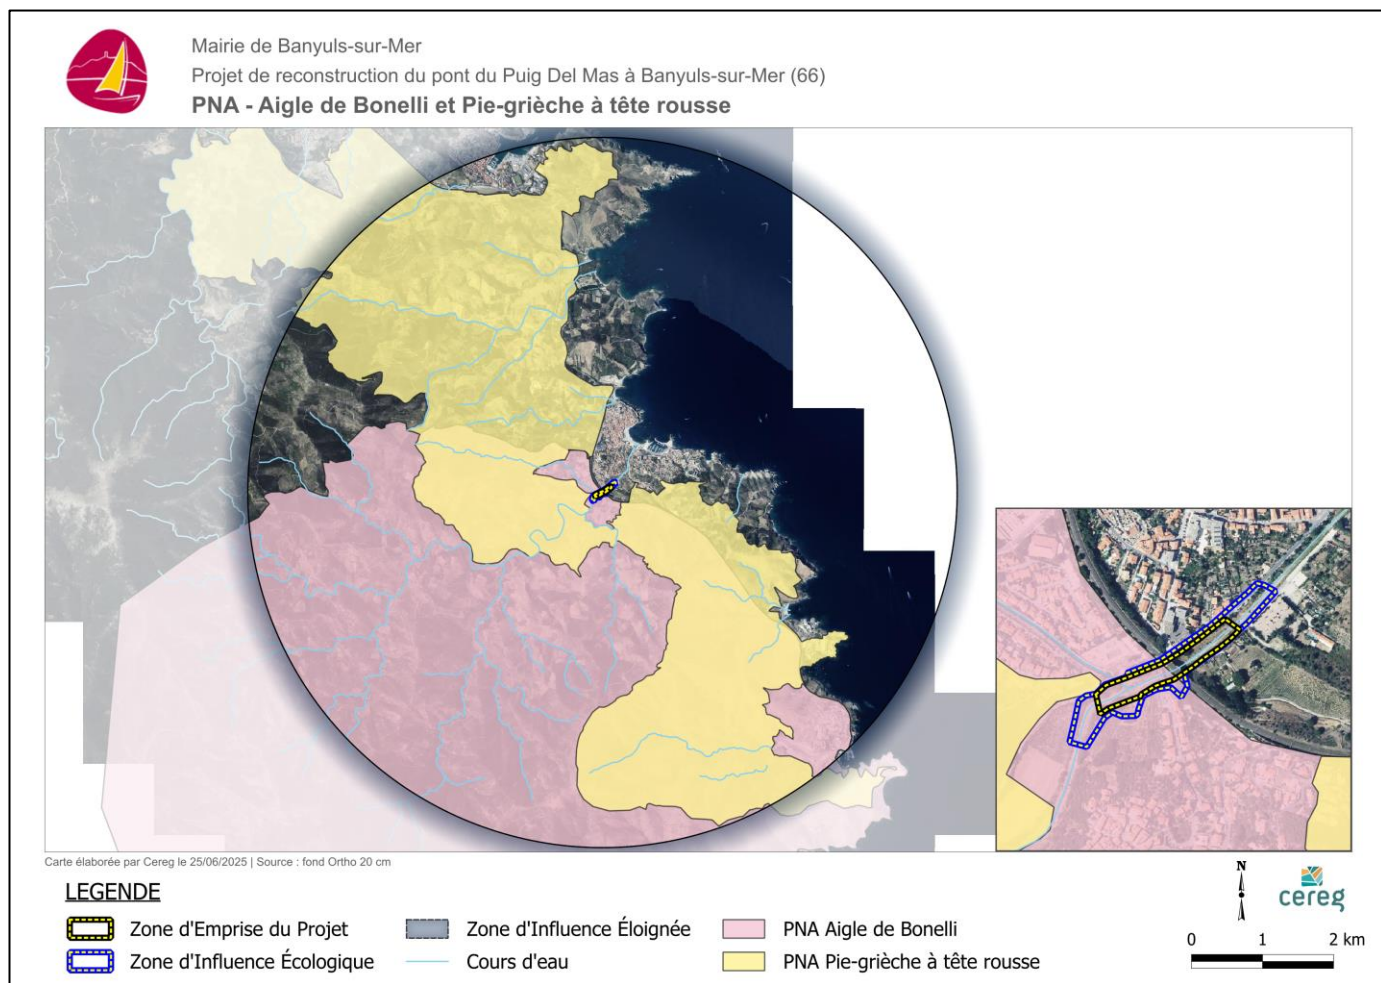 Mairie de Banyuls-sur-Mer
Projet de reconstruction du pont du Puig Del Mas à Banyuls-sur-Mer (66)
PNA - Aigle de Bonelli et Pie-grièche à tête rousse
Carte élaborée par Cereg le 25/06/2025 | Source : fond Ortho 20 cm
LEGENDE
Zone d'Emprise du Projet
Zone d'Influence Écologique
Zone d'Influence Éloignée
Cours d'eau
PNA Aigle de Bonelli
PNA Pie-grièche à tête rousse
N
cereg
0 1 2 km